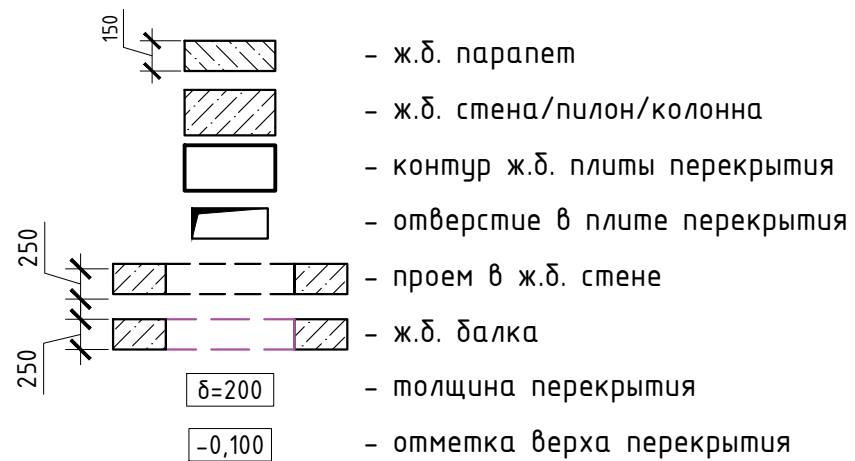 150
- ж.б. парапет
- ж.б. стена/пилон/колонна
- контур ж.б. плиты перекрытия
- отверстие в плите перекрытия
250
- проем в ж.б. стене
250
- ж.б. балка
δ=200
- толщина перекрытия
-0,100
- отметка верха перекрытия